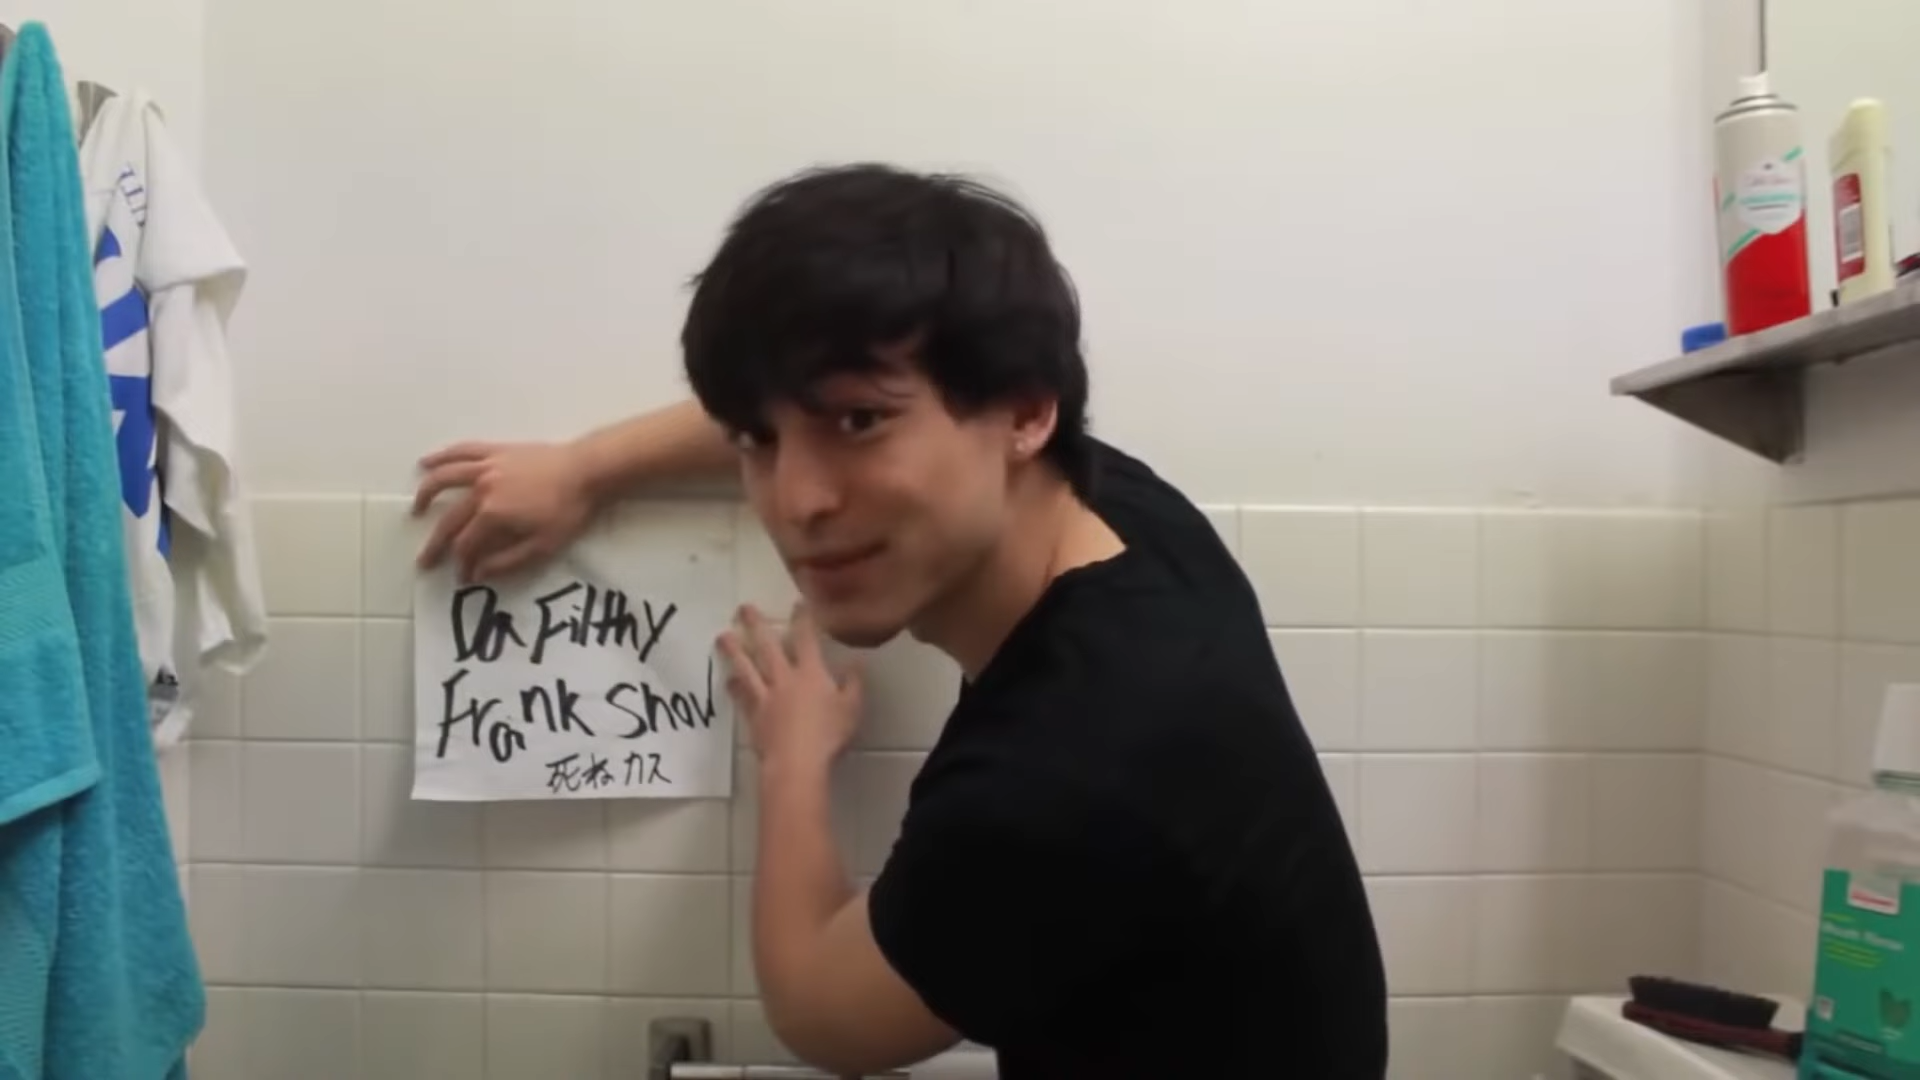 Da Filthy
Frank Show
死ねカス